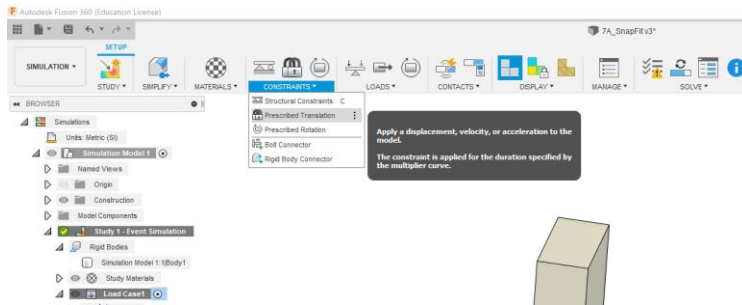 Autodesk Fusion 360 (Education License)
7A_SnapFit v3*
SETUP
SIMULATION
STUDY
SIMPLIFY
MATERIALS
CONSTRAINTS
LOADS
CONTACTS
DISPLAY
MANAGE
SOLVE
BROWSER
Structural Constraints C
Prescribed Translation
Prescribed Rotation
Bolt Connector
Rigid Body Connector
Apply a displacement, velocity, or acceleration to the
model.
The constraint is applied for the duration specified by
the multiplier curve.
Simulations
Units: Metric (SI)
Simulation Model 1
Named Views
Origin
Construction
Model Components
Study 1 - Event Simulation
Rigid Bodies
Simulation Model 1:1|Body1
Study Materials
Load Case1